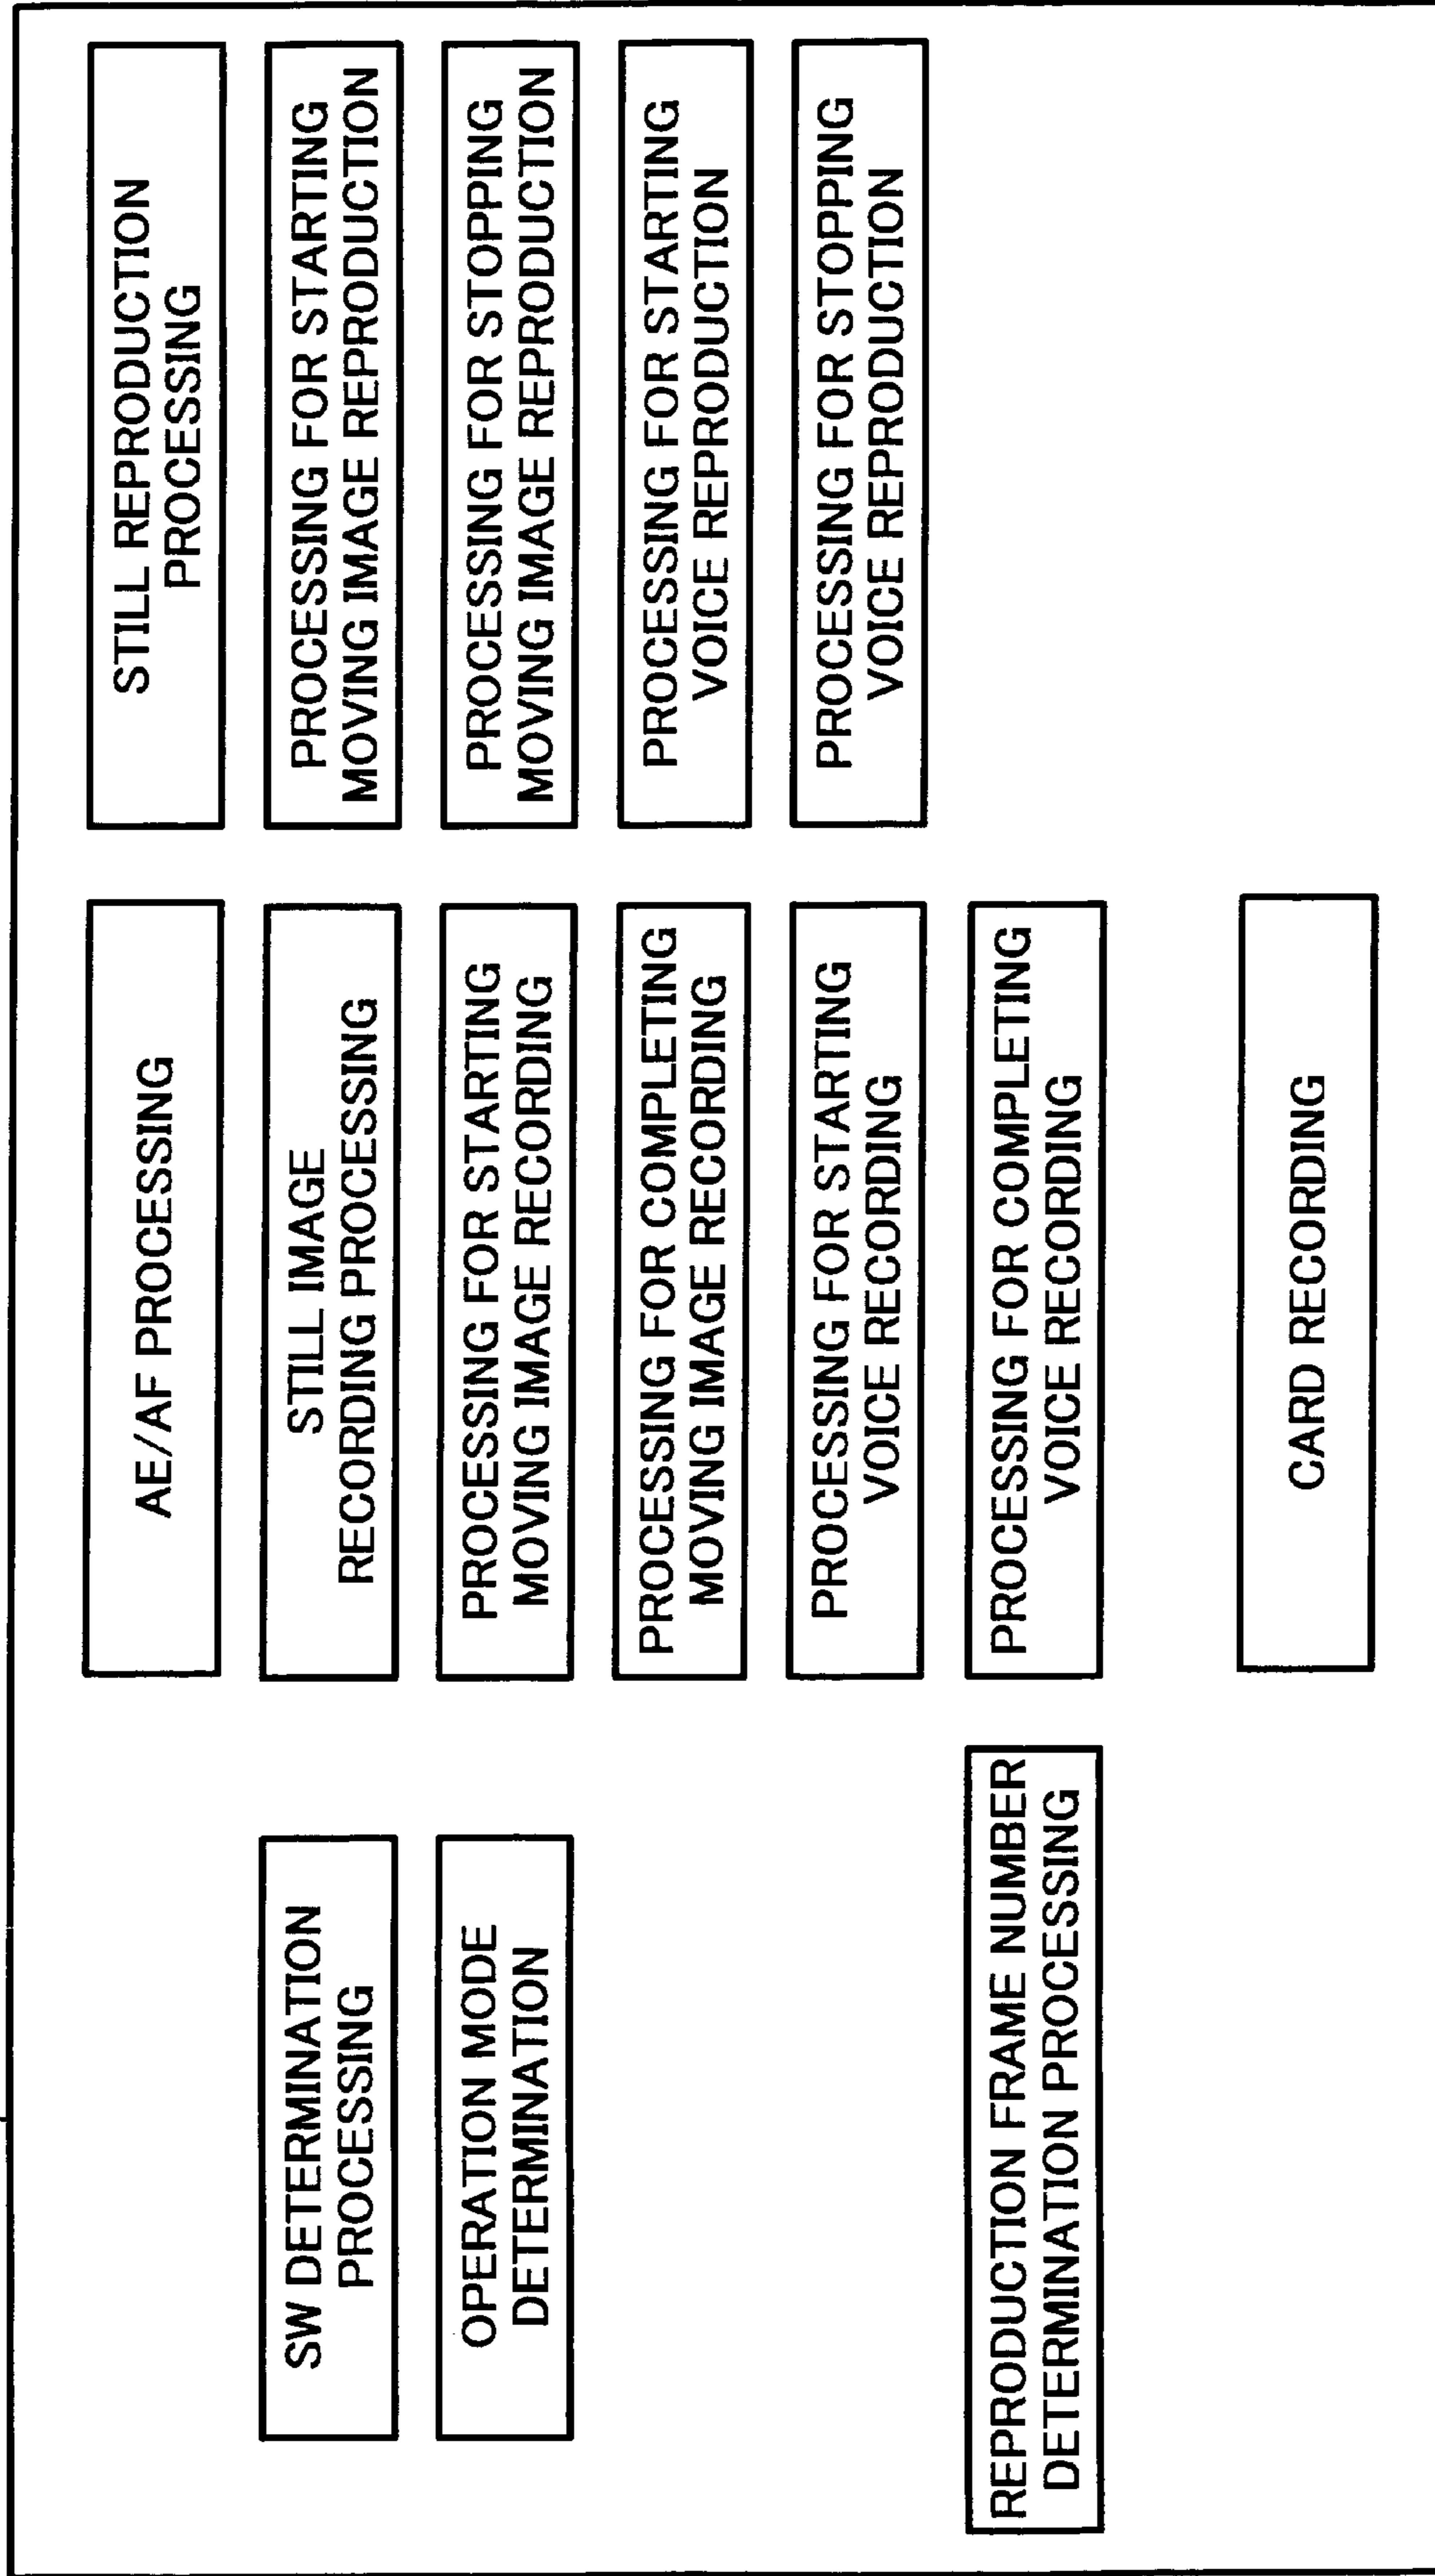 SW DETERMINATION
PROCESSING
OPERATION MODE
DETERMINATION
REPRODUCTION FRAME NUMBER
DETERMINATION PROCESSING
AE/AF PROCESSING
STILL IMAGE
RECORDING PROCESSING
PROCESSING FOR STARTING
MOVING IMAGE RECORDING
PROCESSING FOR COMPLETING
MOVING IMAGE RECORDING
PROCESSING FOR STARTING
VOICE RECORDING
PROCESSING FOR COMPLETING
VOICE RECORDING
CARD RECORDING
STILL REPRODUCTION
PROCESSING
PROCESSING FOR STARTING
MOVING IMAGE REPRODUCTION
PROCESSING FOR STOPPING
MOVING IMAGE REPRODUCTION
PROCESSING FOR STARTING
VOICE REPRODUCTION
PROCESSING FOR STOPPING
VOICE REPRODUCTION